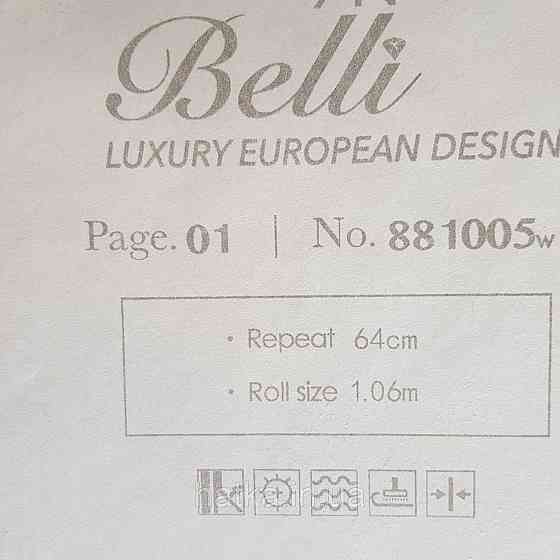 Belli
LUXURY EUROPEAN DESIGN
Page. 01 | No. 881005w
• Repeat 64cm
• Roll size 1.06m